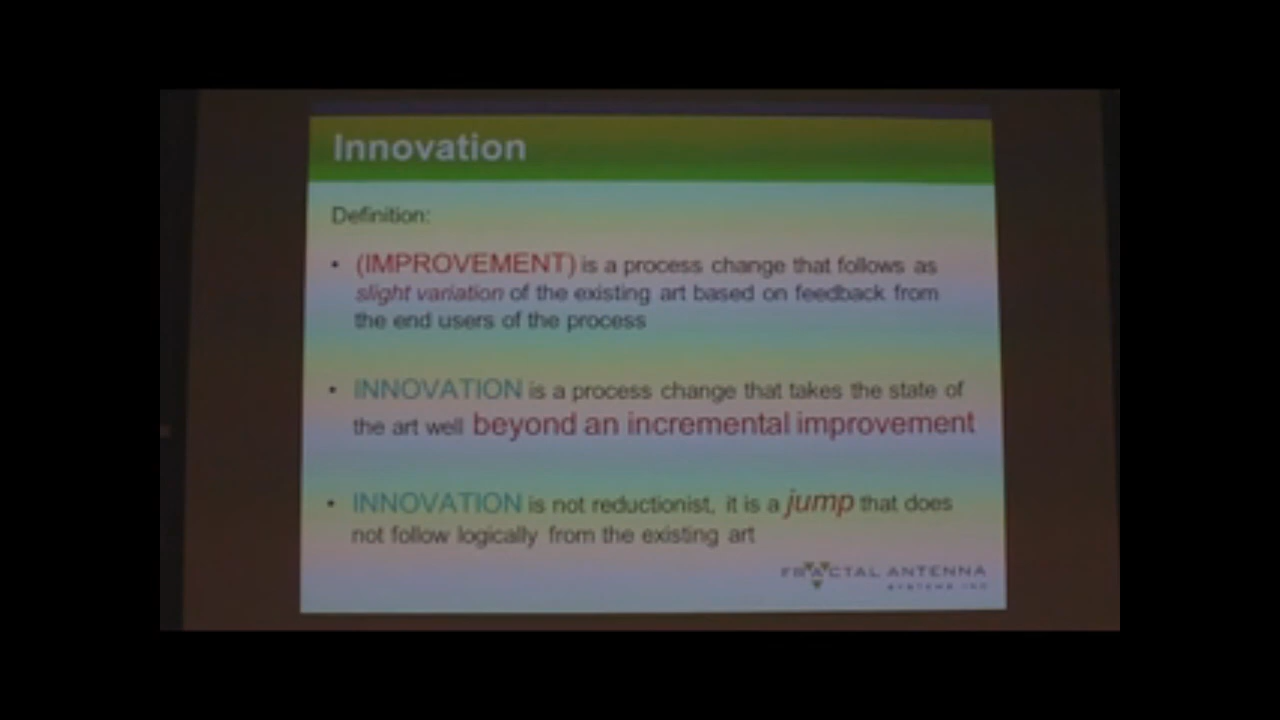 Innovation
Definition:
• (IMPROVEMENT) is a process change that follows as
slight variation of the existing art based on feedback from
the end users of the process
• INNOVATION is a process change that takes the state of
the art well beyond an incremental improvement
• INNOVATION is not reductionist, it is a jump that does
not follow logically from the existing art
FRACTAL ANTENNA
SYSTEMS INC